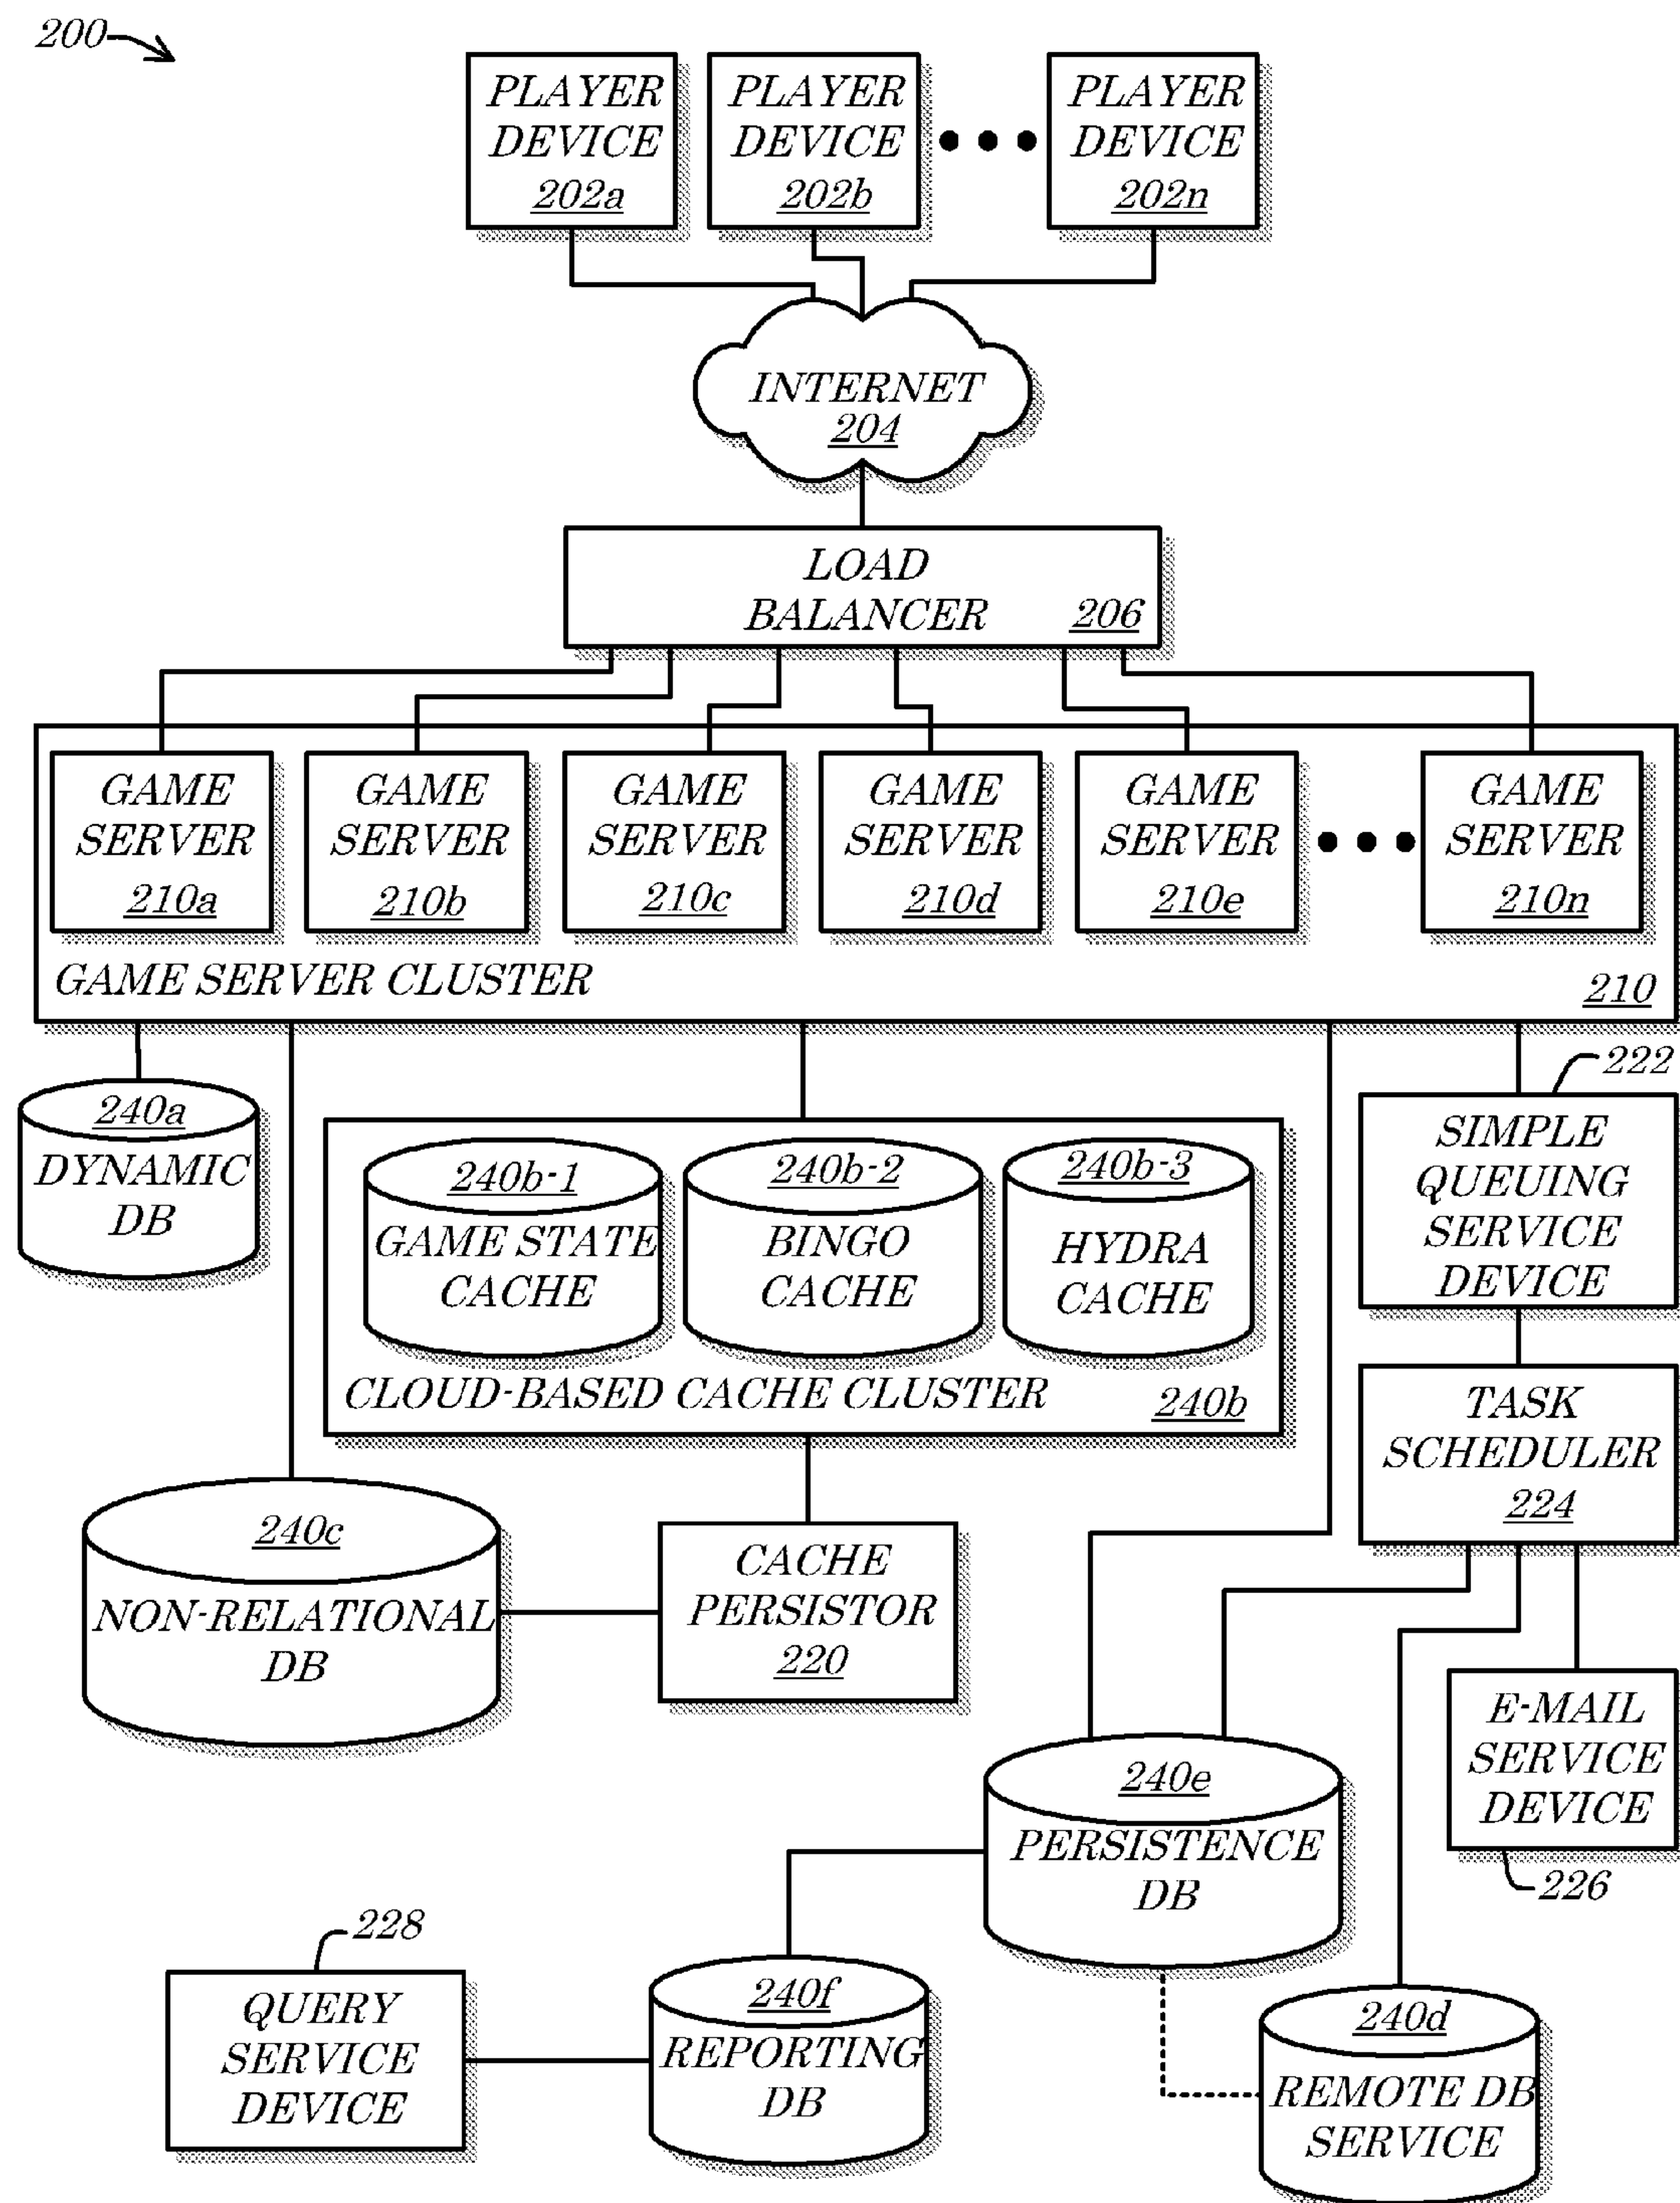 200
PLAYER
DEVICE
202a
PLAYER
DEVICE
202b
PLAYER
DEVICE
202n
INTERNET
204
LOAD
BALANCER
206
GAME
SERVER
210a
GAME
SERVER
210b
GAME
SERVER
210c
GAME
SERVER
210d
GAME
SERVER
210e
GAME
SERVER
210n
GAME SERVER CLUSTER
210
240a
DYNAMIC
DB
240b-1
GAME STATE
CACHE
240b-2
BINGO
CACHE
240b-3
HYDRA
CACHE
CLOUD-BASED CACHE CLUSTER
240b
222
SIMPLE
QUEUING
SERVICE
DEVICE
TASK
SCHEDULER
224
240c
NON-RELATIONAL
DB
CACHE
PERSISTOR
220
E-MAIL
SERVICE
DEVICE
226
240e
PERSISTENCE
DB
228
QUERY
SERVICE
DEVICE
240f
REPORTING
DB
240d
REMOTE DB
SERVICE